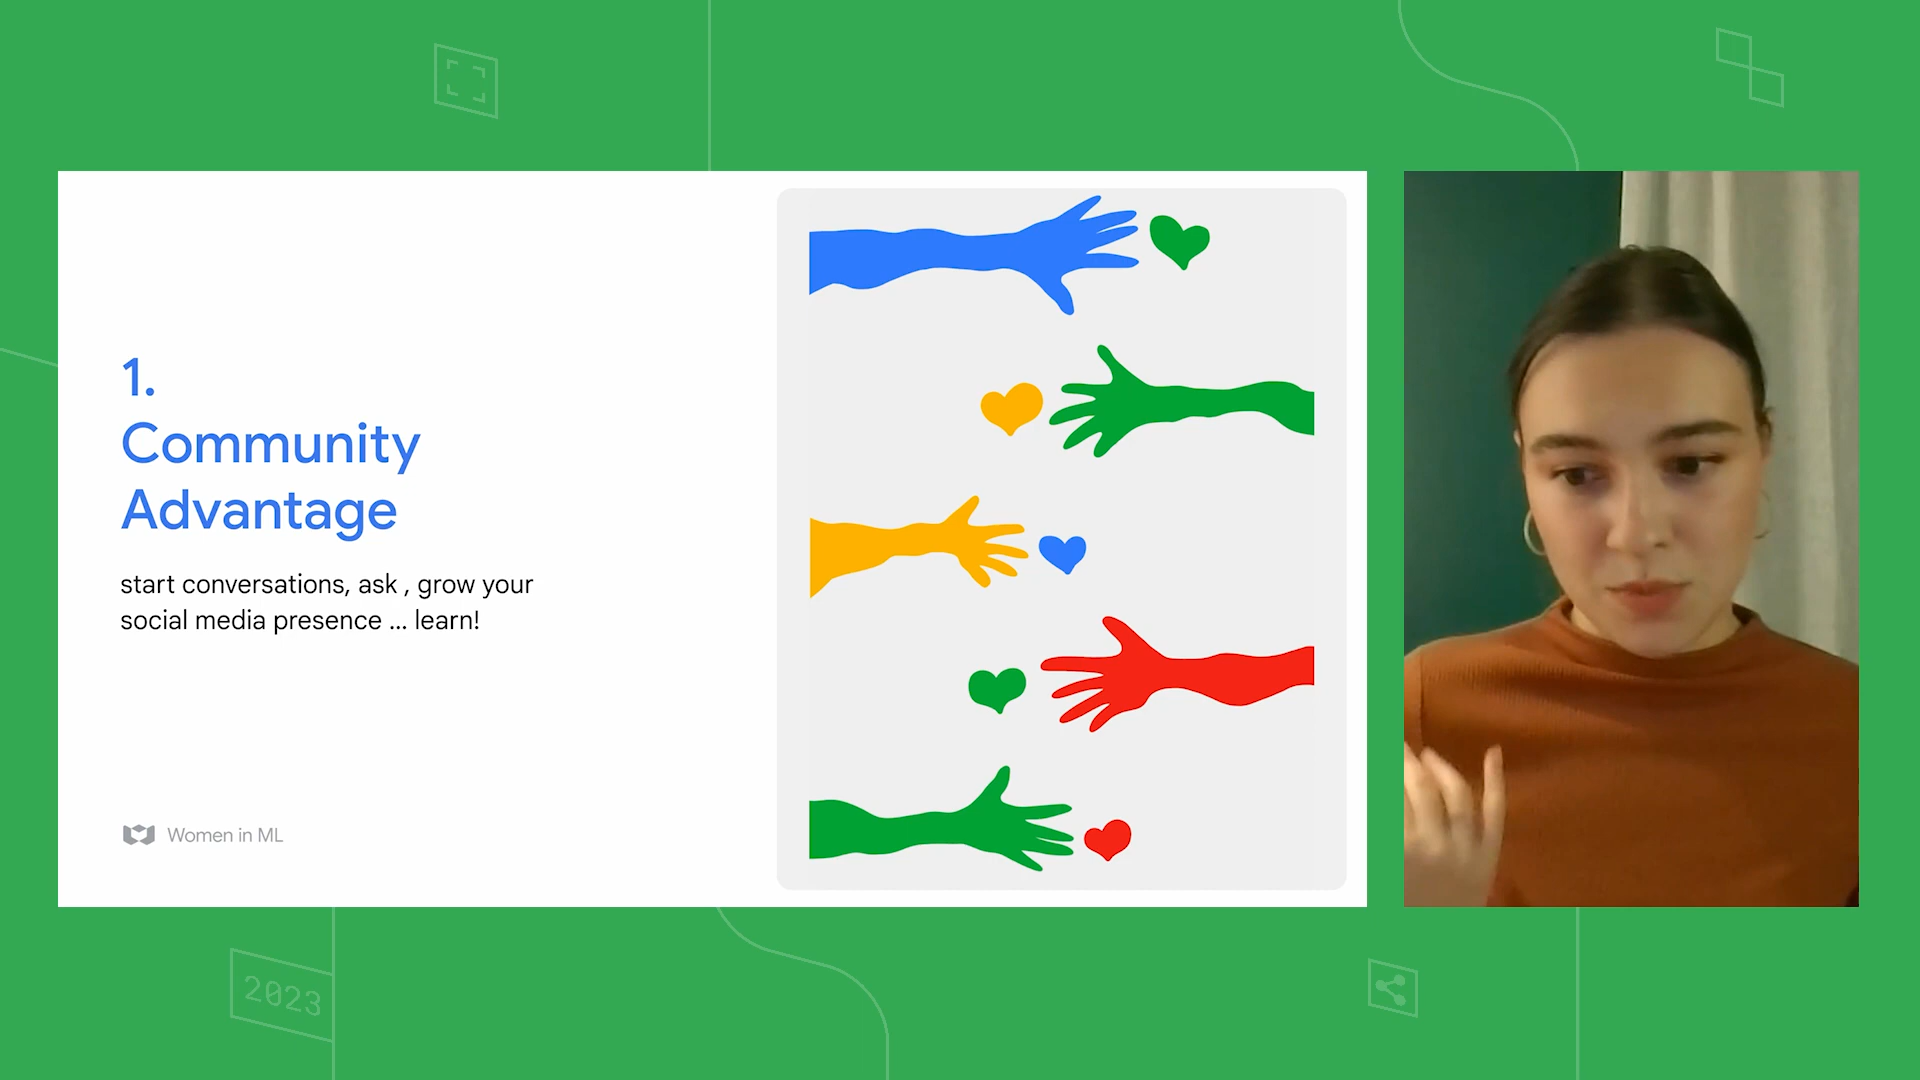 1.
Community
Advantage
start conversations, ask , grow your
social media presence ... learn!
Women in ML
2023